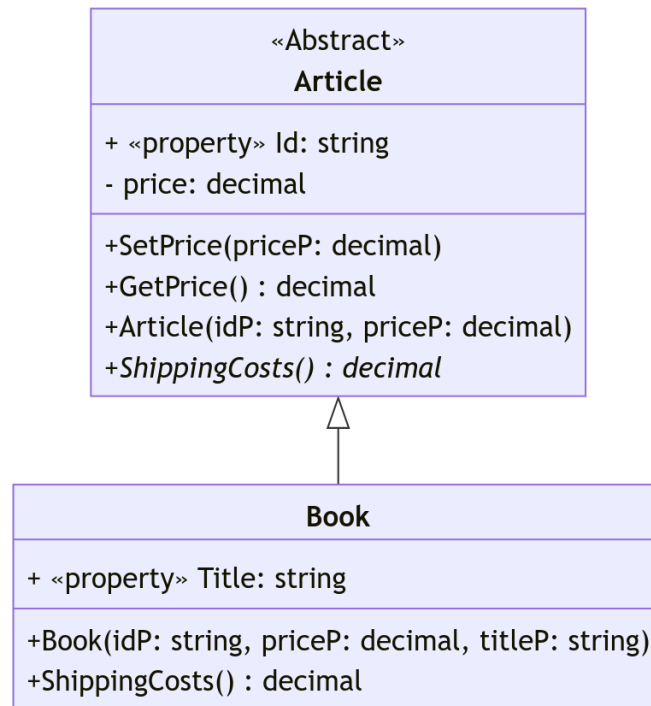 «Abstract»
Article
+ «property» Id: string
- price: decimal
+SetPrice(priceP: decimal)
+GetPrice() : decimal
+Article(idP: string, priceP: decimal)
+ShippingCosts() : decimal
Book
+ «property» Title: string
+Book(idP: string, priceP: decimal, titleP: string)
+ShippingCosts() : decimal